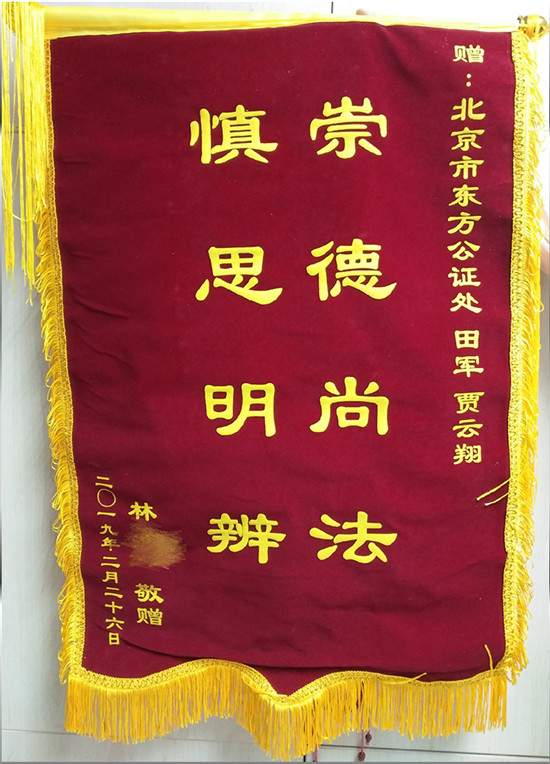 赠：北京市东方公证处 田军 贾云翔
崇德尚法
慎思明辨
林 敬赠
二〇一九年二月二十六日